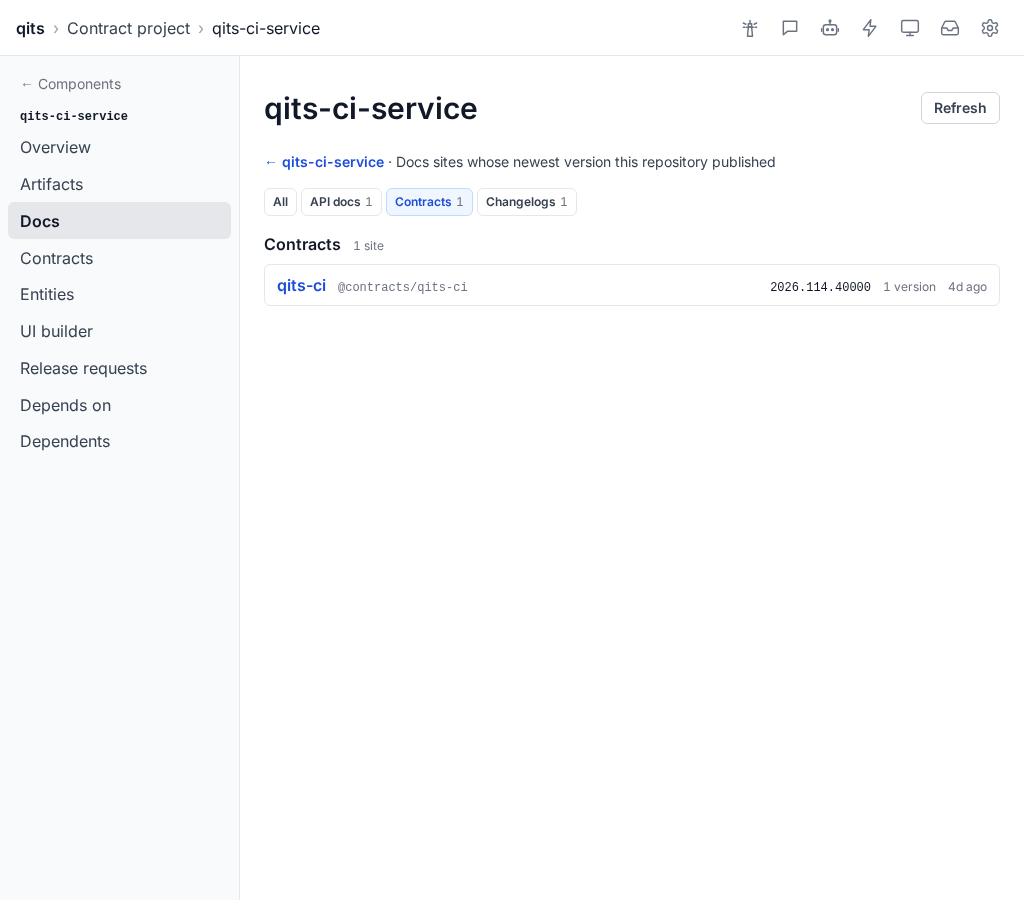 qits › Contract project › qits-ci-service
← Components
qits-ci-service
Overview
Artifacts
Docs
Contracts
Entities
UI builder
Release requests
Depends on
Dependents
qits-ci-service
Refresh
← qits-ci-service · Docs sites whose newest version this repository published
All
API docs 1
Contracts 1
Changelogs 1
Contracts 1 site
qits-ci @contracts/qits-ci 2026.114.40000 1 version 4d ago